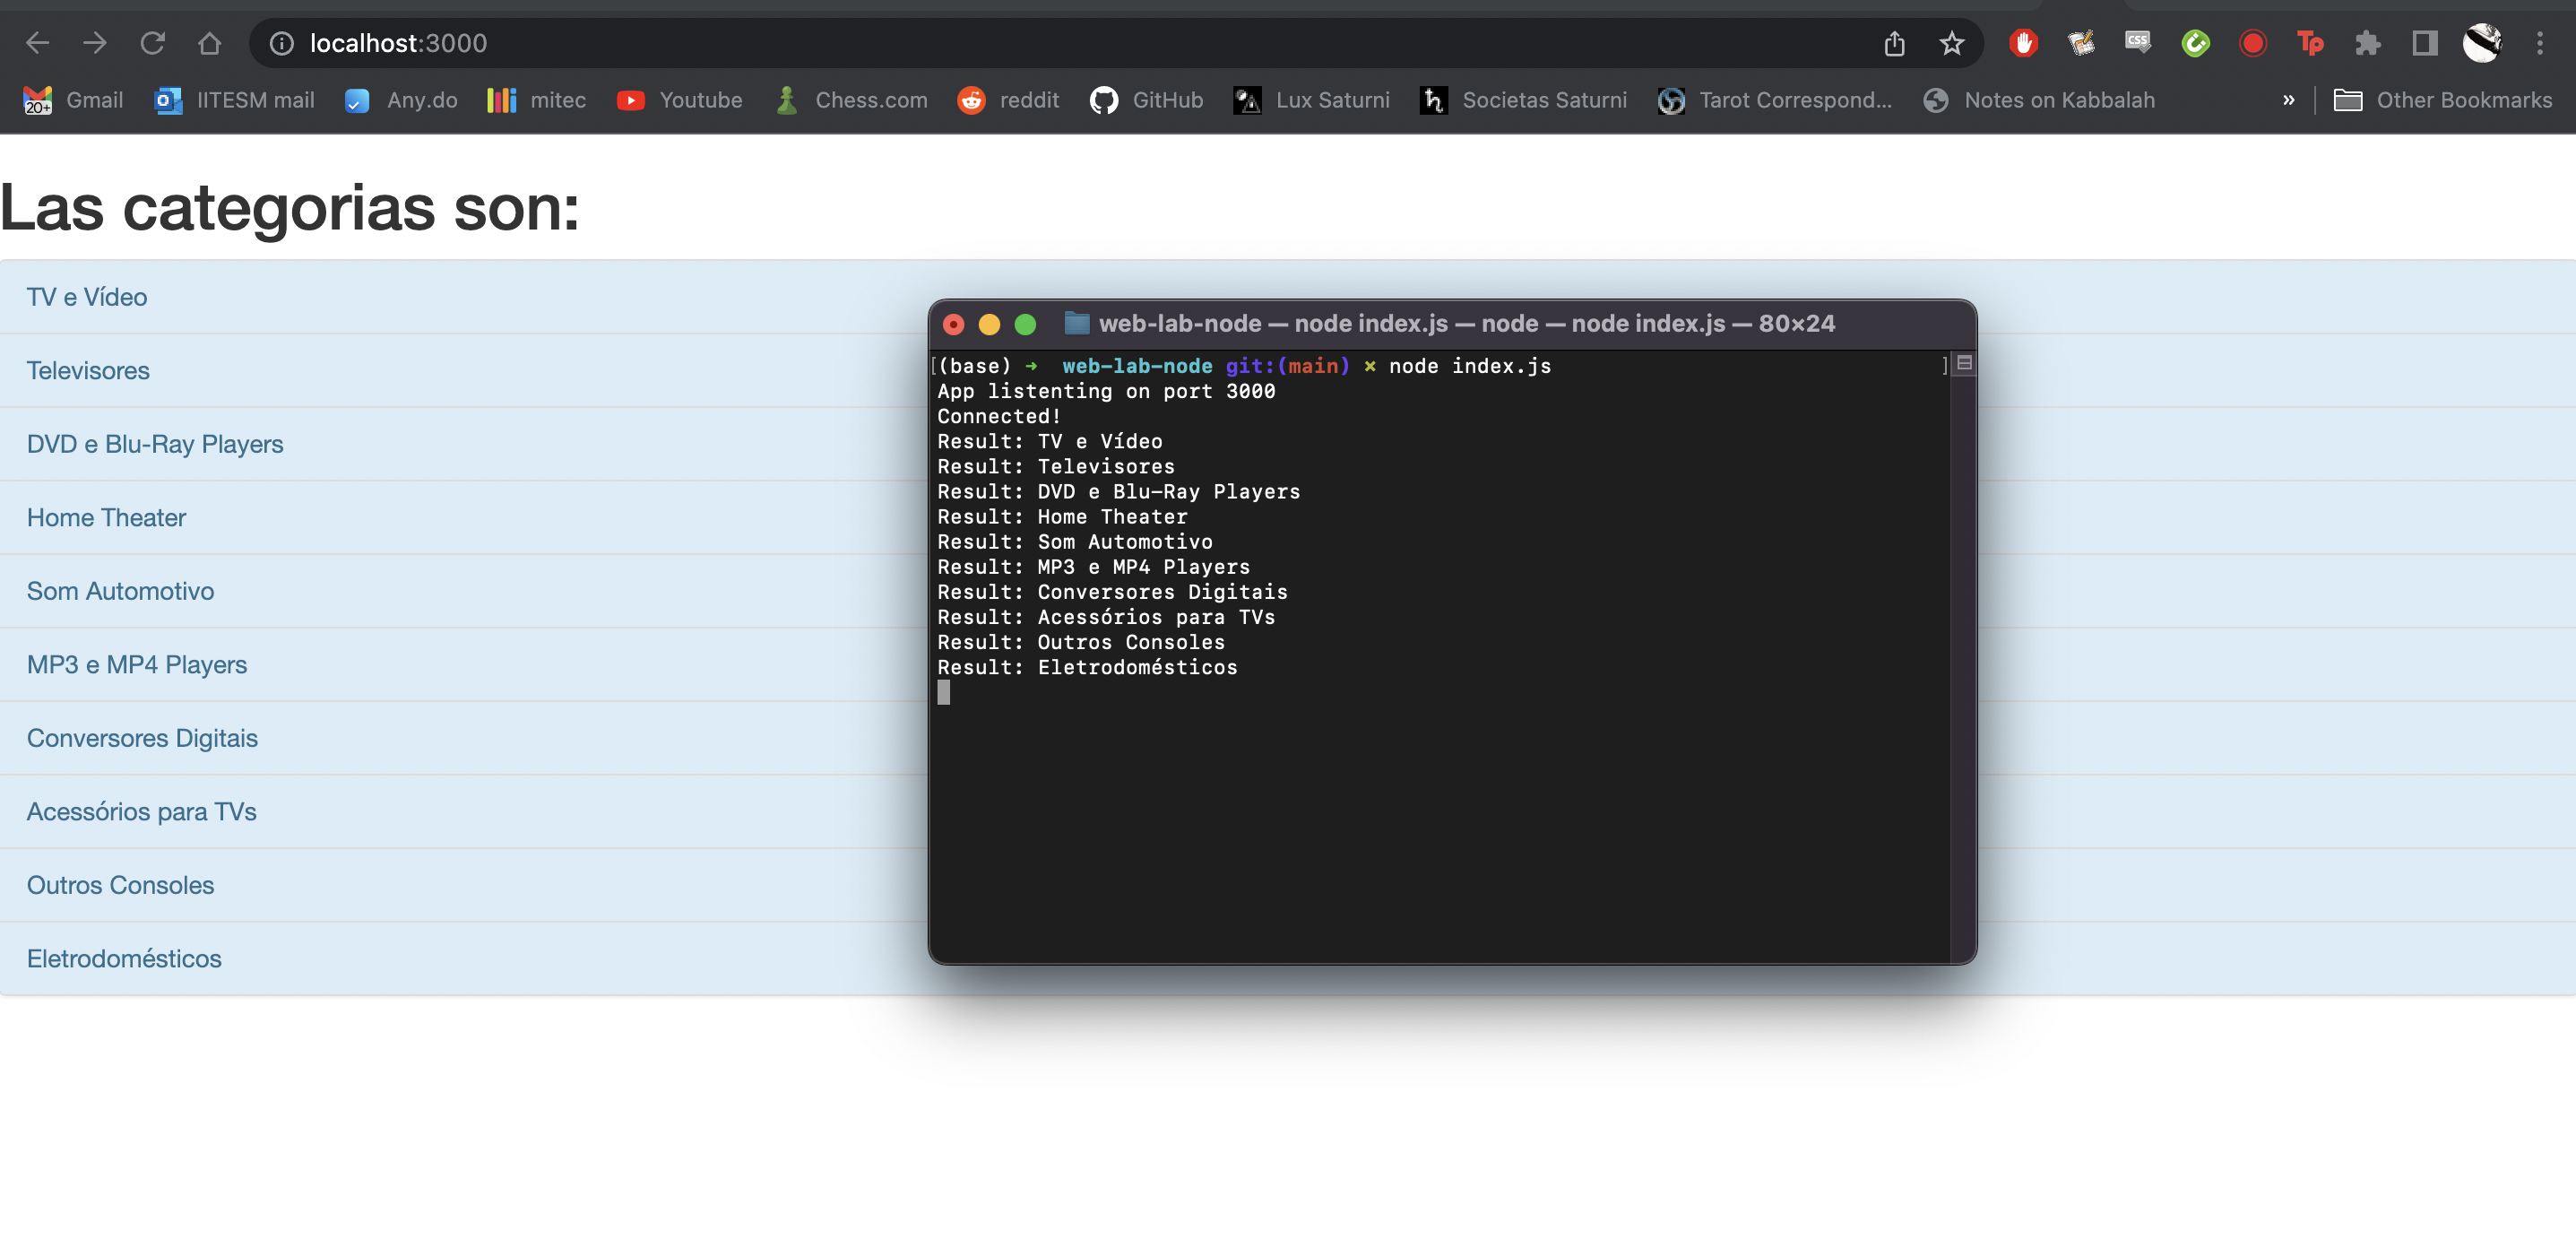 localhost:3000
20+ Gmail IITESM mail Any.do mitec Youtube Chess.com reddit GitHub Lux Saturni Societas Saturni Tarot Correspond... Notes on Kabbalah » Other Bookmarks
CSS
Tp
Las categorias son:
TV e Vídeo
Televisores
DVD e Blu-Ray Players
Home Theater
Som Automotivo
MP3 e MP4 Players
Conversores Digitais
Acessórios para TVs
Outros Consoles
Eletrodomésticos
web-lab-node — node index.js — node — node index.js — 80×24
[(base) ➜ web-lab-node git:(main) ✗ node index.js ]
App listenting on port 3000
Connected!
Result: TV e Vídeo
Result: Televisores
Result: DVD e Blu-Ray Players
Result: Home Theater
Result: Som Automotivo
Result: MP3 e MP4 Players
Result: Conversores Digitais
Result: Acessórios para TVs
Result: Outros Consoles
Result: Eletrodomésticos